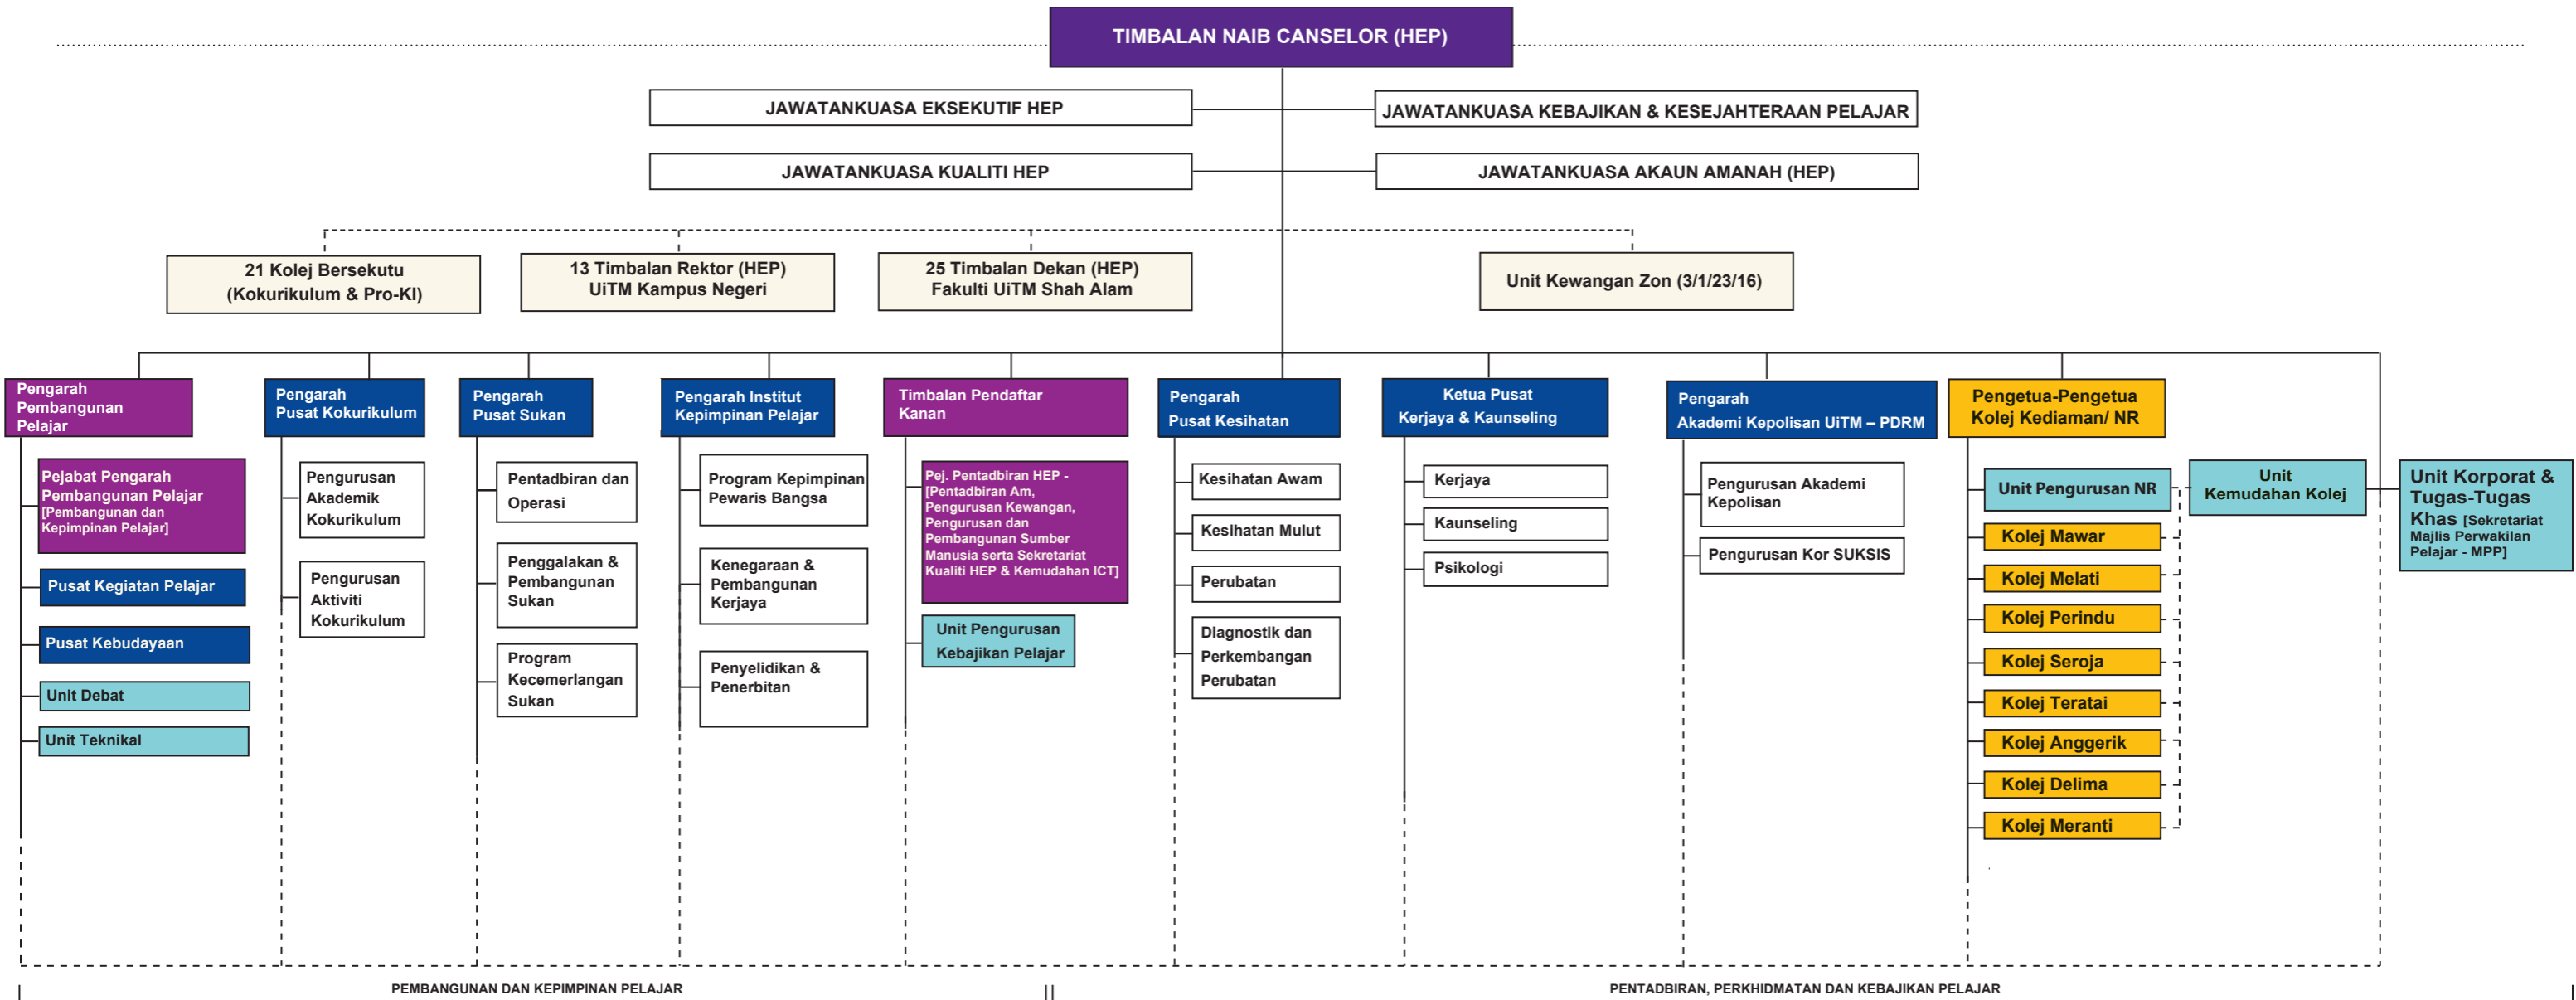 TIMBALAN NAIB CANSELOR (HEP)
JAWATANKUASA EKSEKUTIF HEP
JAWATANKUASA KEBAJIKAN & KESEJAHTERAAN PELAJAR
JAWATANKUASA KUALITI HEP
JAWATANKUASA AKAUN AMANAH (HEP)
21 Kolej Bersekutu
(Kokurikulum & Pro-KI)
13 Timbalan Rektor (HEP)
UiTM Kampus Negeri
25 Timbalan Dekan (HEP)
Fakulti UiTM Shah Alam
Unit Kewangan Zon (3/1/23/16)
Pengarah
Pembangunan
Pelajar
Pejabat Pengarah
Pembangunan Pelajar
[Pembangunan dan
Kepimpinan Pelajar]
Pusat Kegiatan Pelajar
Pusat Kebudayaan
Unit Debat
Unit Teknikal
Pengarah
Pusat Kokurikulum
Pengurusan
Akademik
Kokurikulum
Pengurusan
Aktiviti
Kokurikulum
Pengarah
Pusat Sukan
Pentadbiran dan
Operasi
Penggalakan &
Pembangunan
Sukan
Program
Kecemerlangan
Sukan
Pengarah Institut
Kepimpinan Pelajar
Program Kepimpinan
Pewaris Bangsa
Kenegaraan &
Pembangunan
Kerjaya
Penyelidikan &
Penerbitan
Timbalan Pendaftar
Kanan
Pej. Pentadbiran HEP -
[Pentadbiran Am,
Pengurusan Kewangan,
Pengurusan dan
Pembangunan Sumber
Manusia serta Sekretariat
Kualiti HEP & Kemudahan ICT]
Unit Pengurusan
Kebajikan Pelajar
Pengarah
Pusat Kesihatan
Kesihatan Awam
Kesihatan Mulut
Perubatan
Diagnostik dan
Perkembangan
Perubatan
Ketua Pusat
Kerjaya & Kaunseling
Kerjaya
Kaunseling
Psikologi
Pengarah
Akademi Kepolisan UiTM – PDRM
Pengurusan Akademi
Kepolisan
Pengurusan Kor SUKSIS
Pengetua-Pengetua
Kolej Kediaman/ NR
Unit Pengurusan NR
Kolej Mawar
Kolej Melati
Kolej Perindu
Kolej Seroja
Kolej Teratai
Kolej Anggerik
Kolej Delima
Kolej Meranti
Unit
Kemudahan Kolej
Unit Korporat &
Tugas-Tugas
Khas [Sekretariat
Majlis Perwakilan
Pelajar - MPP]
PEMBANGUNAN DAN KEPIMPINAN PELAJAR
PENTADBIRAN, PERKHIDMATAN DAN KEBAJIKAN PELAJAR